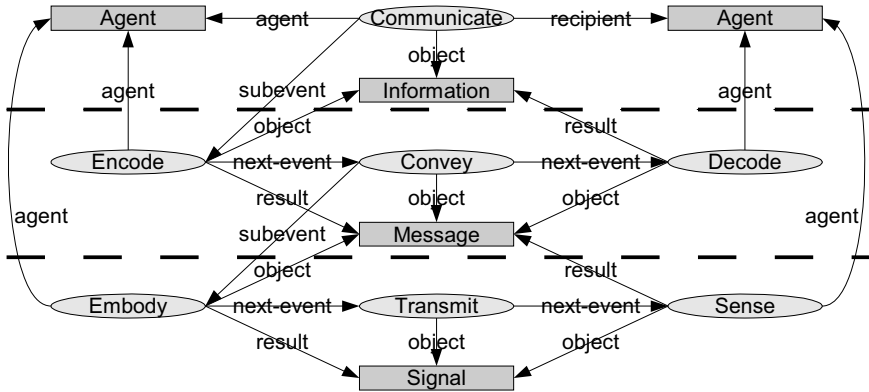 Agent agent Communicate recipient Agent
object
agent subevent Information agent
object result
Encode next-event Convey next-event Decode
result object object
agent subevent Message agent
object result
Embody next-event Transmit next-event Sense
result object object
Signal